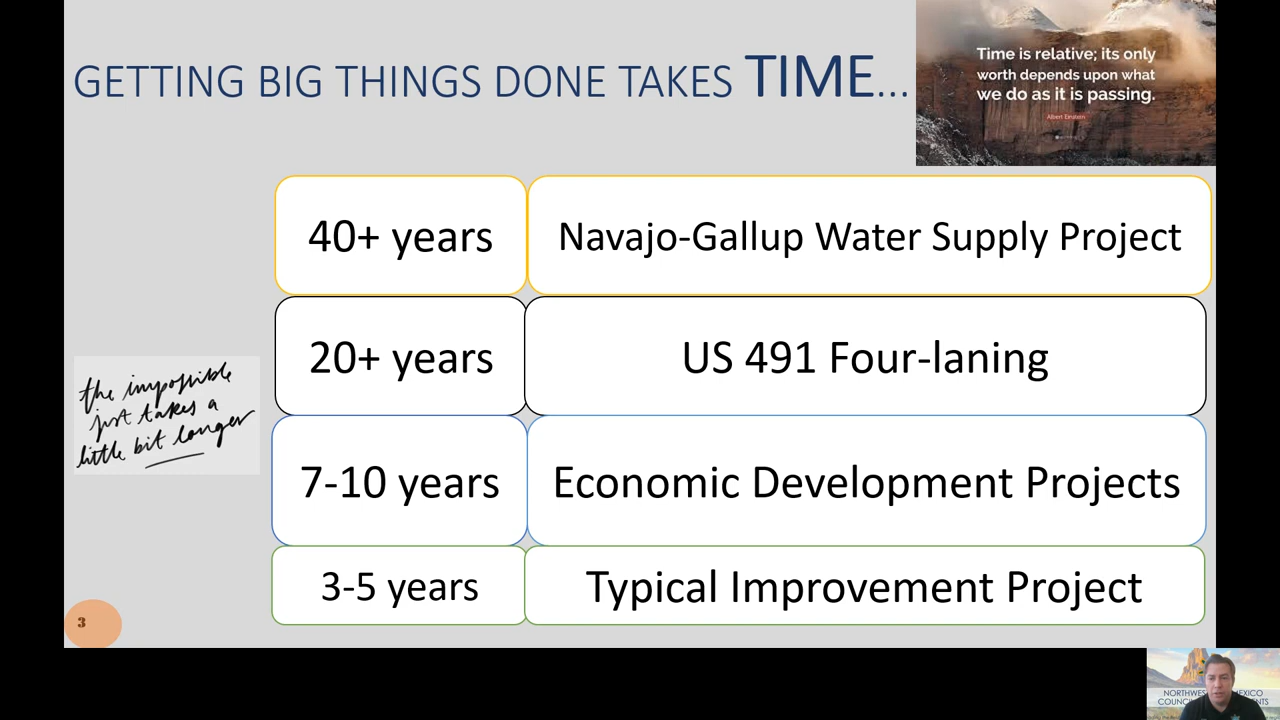 GETTING BIG THINGS DONE TAKES TIME...
Time is relative; its only
worth depends upon what
we do as it is passing.
Albert Einstein
40+ years
Navajo-Gallup Water Supply Project
20+ years
US 491 Four-laning
the impossible
just takes a
little bit longer
7-10 years
Economic Development Projects
3-5 years
Typical Improvement Project
3